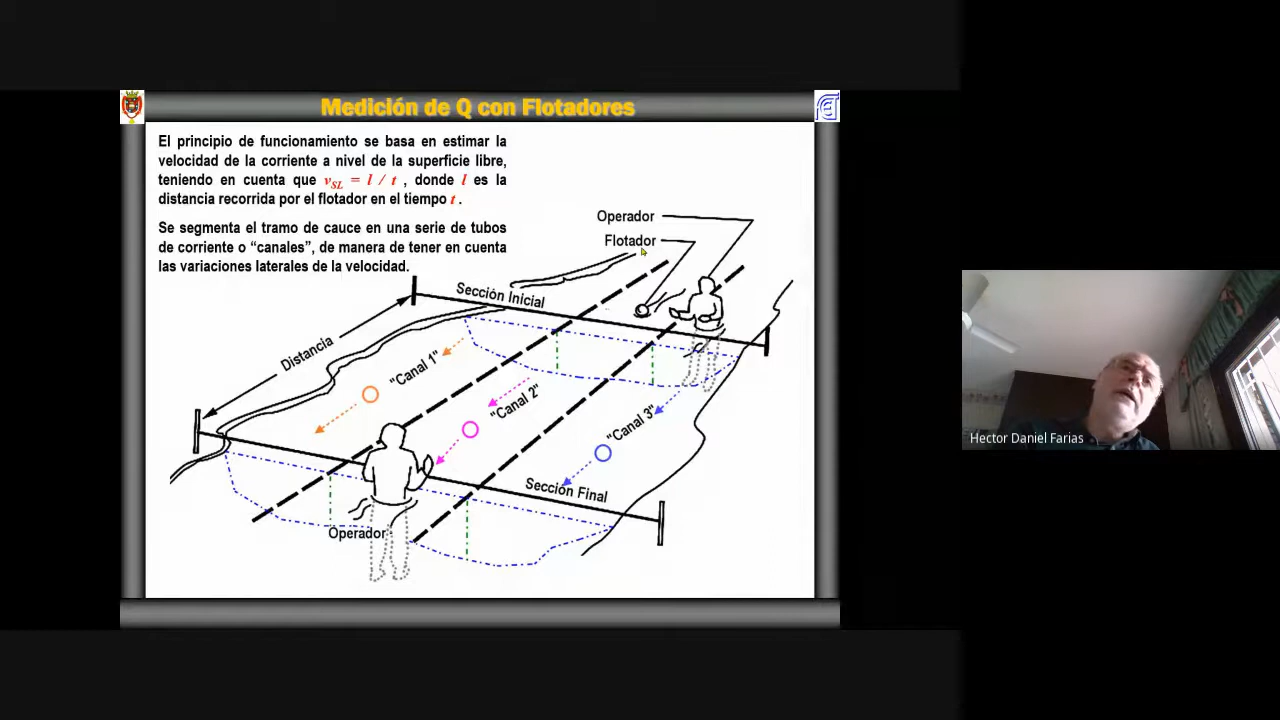 Medición de Q con Flotadores
El principio de funcionamiento se basa en estimar la
velocidad de la corriente a nivel de la superficie libre,
teniendo en cuenta que vSL = l / t , donde l es la
distancia recorrida por el flotador en el tiempo t .
Se segmenta el tramo de cauce en una serie de tubos
de corriente o “canales”, de manera de tener en cuenta
las variaciones laterales de la velocidad.
Operador
Flotador
Sección Inicial
Distancia
"Canal 1"
"Canal 2"
"Canal 3"
Sección Final
Operador
Hector Daniel Farias